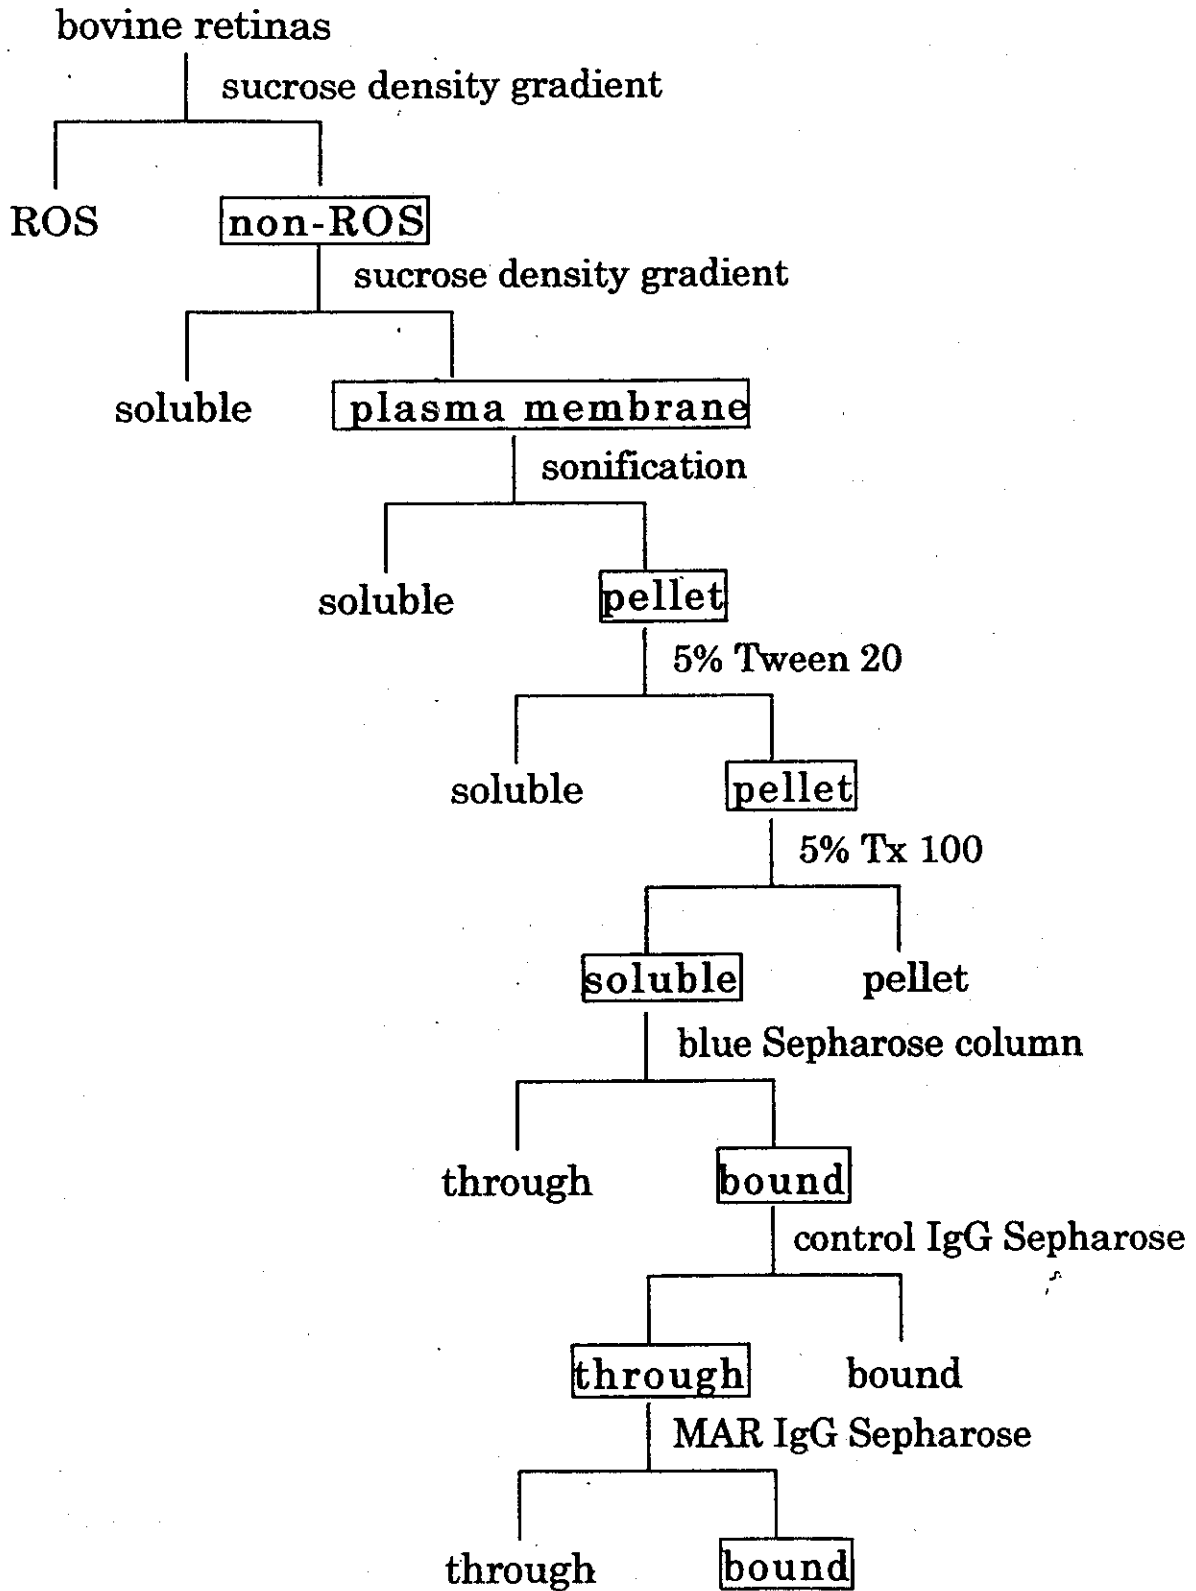 bovine retinas
sucrose density gradient
ROS
non-ROS
sucrose density gradient
soluble
plasma membrane
sonification
soluble
pellet
5% Tween 20
soluble
pellet
5% Tx 100
soluble
pellet
blue Sepharose column
through
bound
control IgG Sepharose
through
bound
MAR IgG Sepharose
through
bound